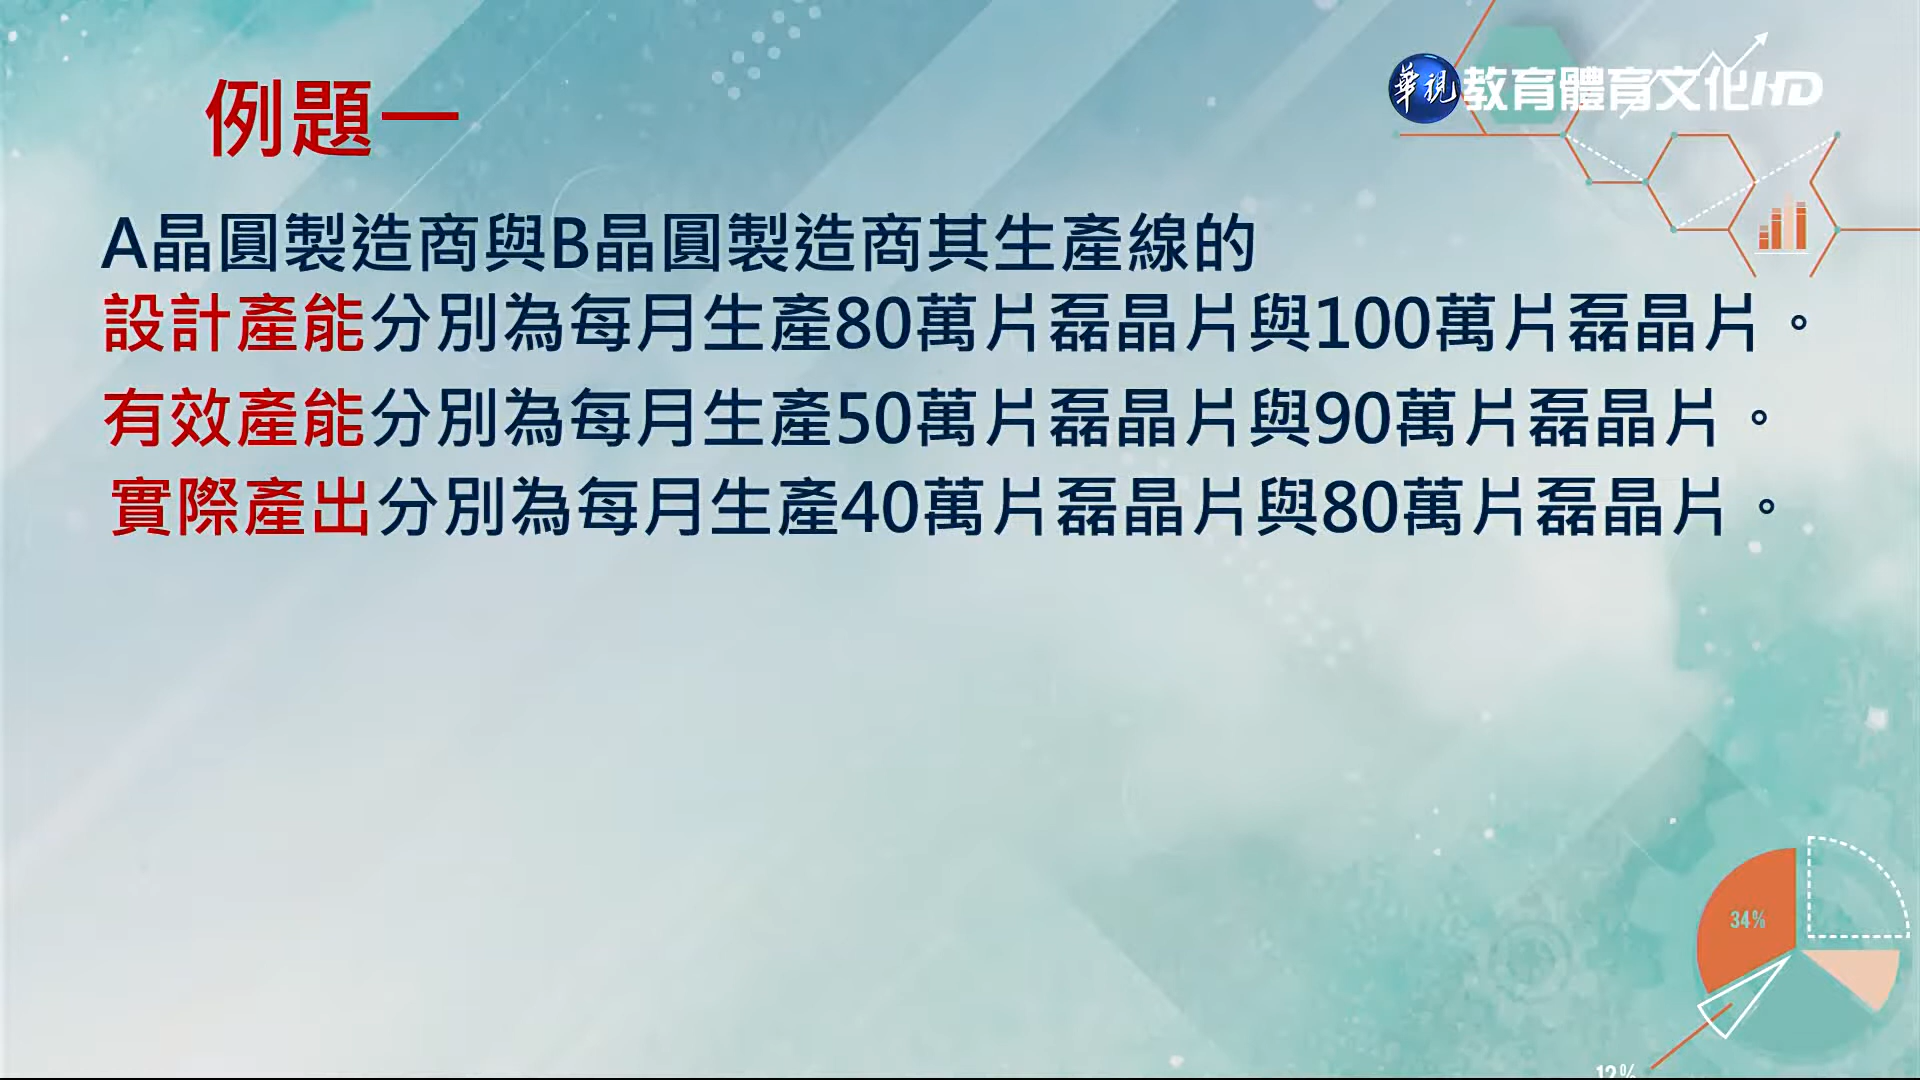 華視 教育體育文化HD
例題一
A晶圓製造商與B晶圓製造商其生產線的
設計產能分別為每月生產80萬片磊晶片與100萬片磊晶片。
有效產能分別為每月生產50萬片磊晶片與90萬片磊晶片。
實際產出分別為每月生產40萬片磊晶片與80萬片磊晶片。
34%
12%